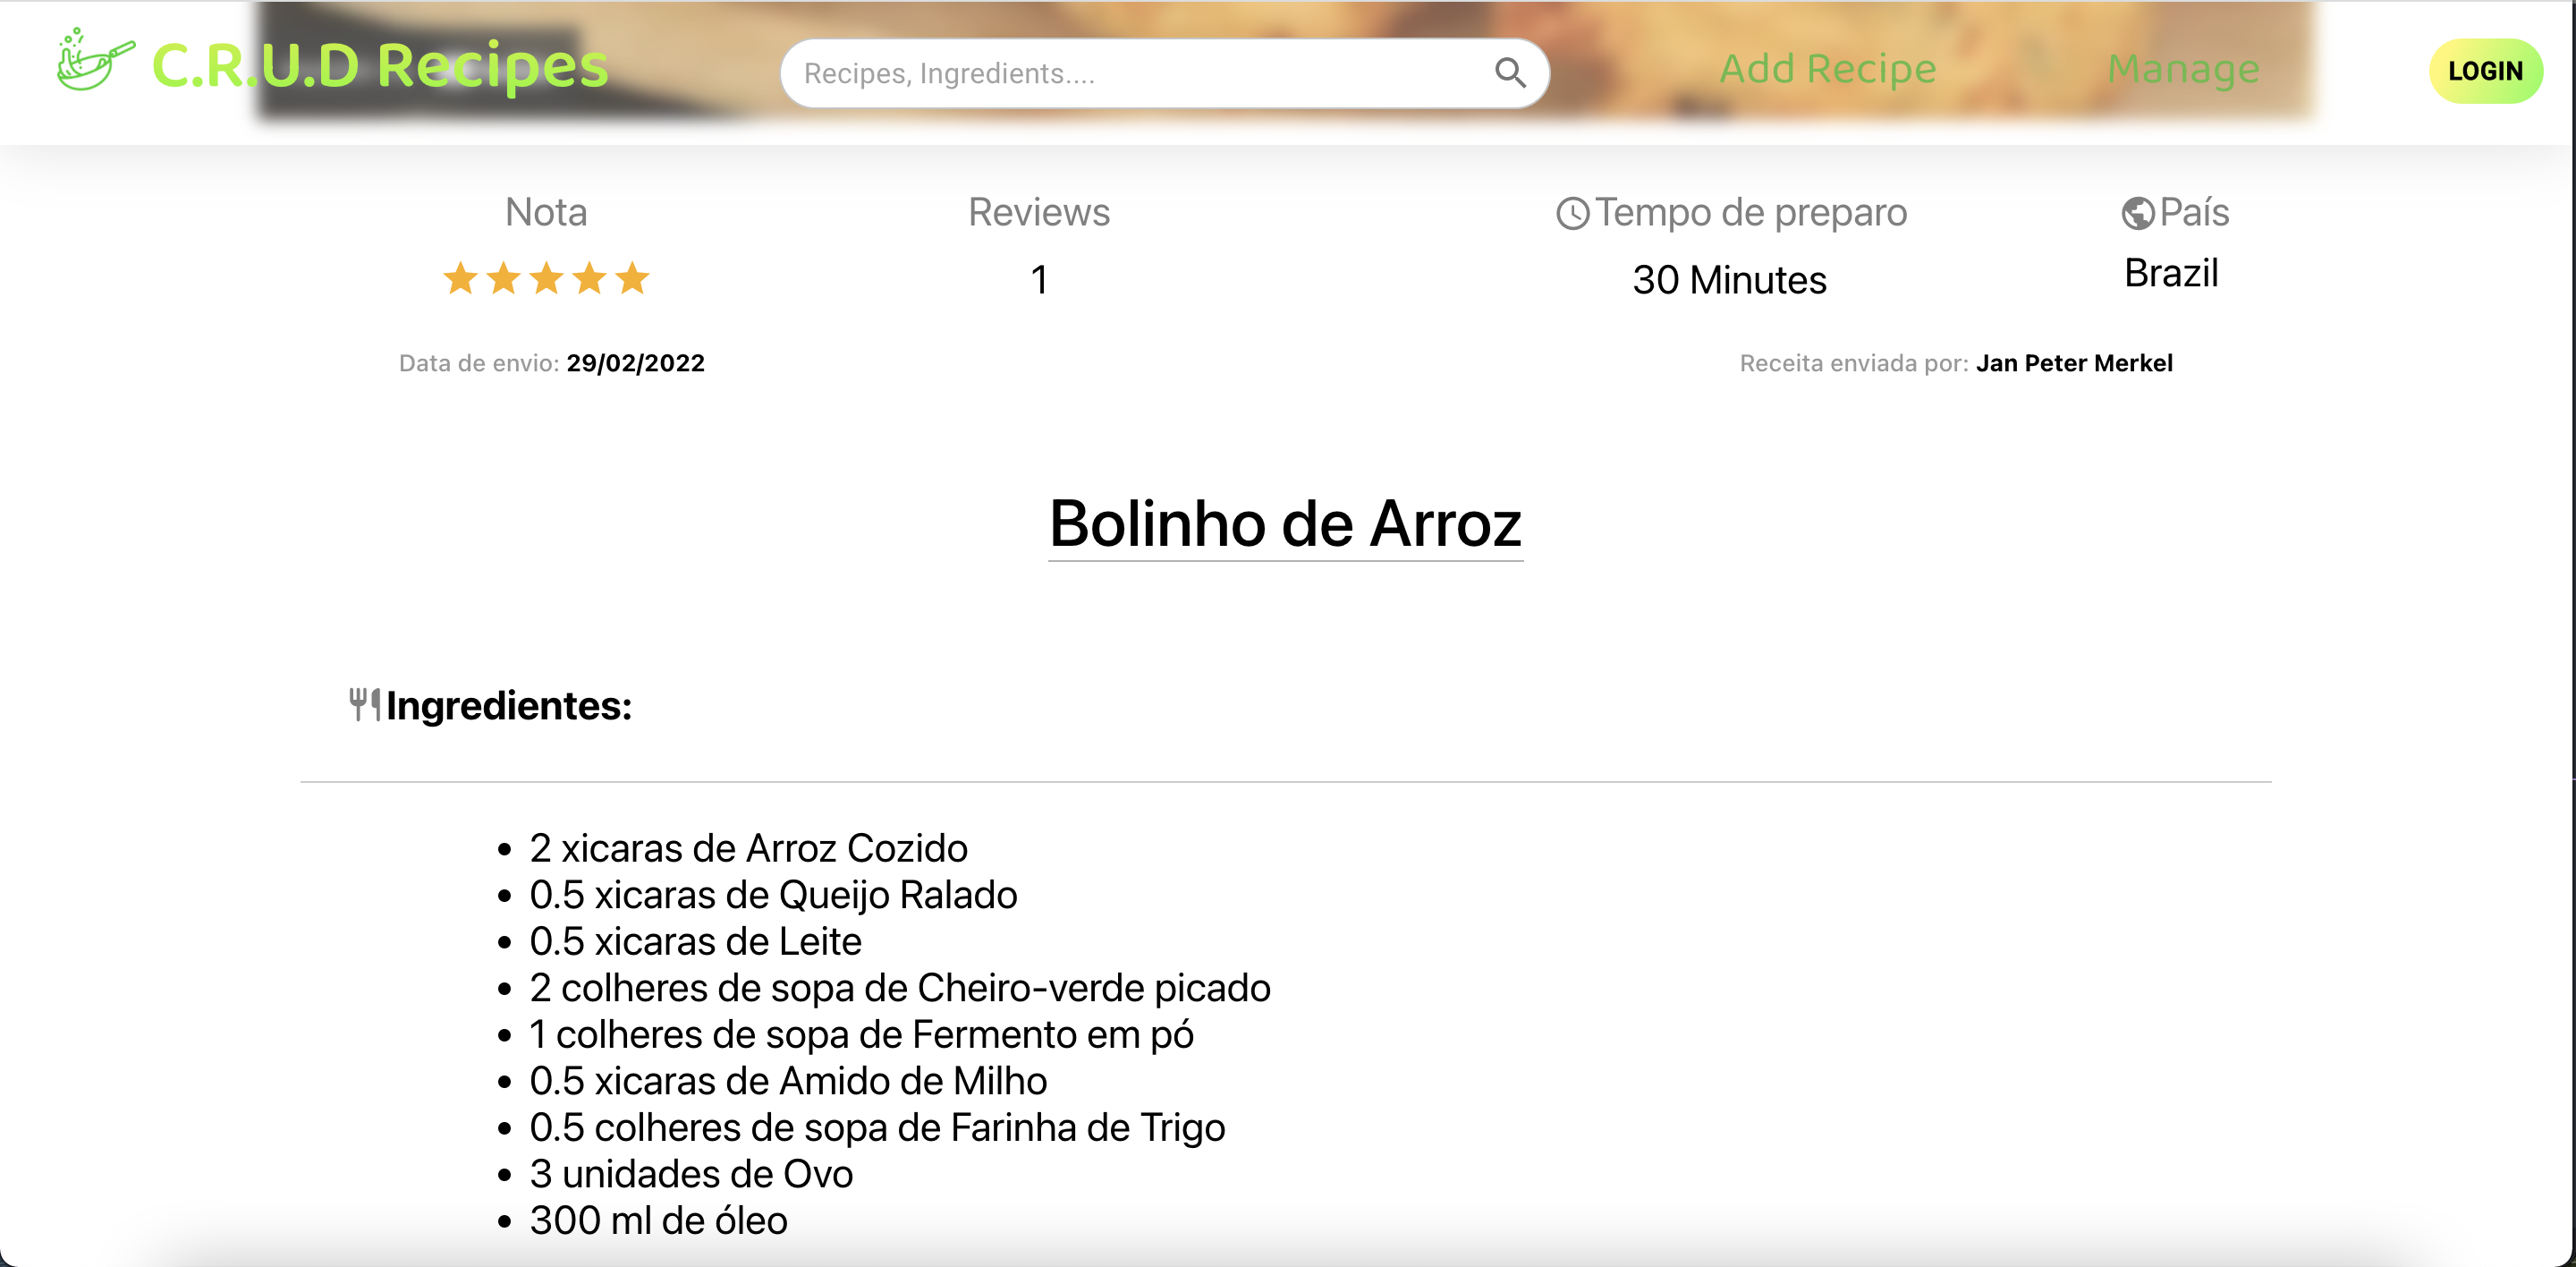 C.R.U.D Recipes
Recipes, Ingredients....
Add Recipe
Manage
LOGIN
Nota
Reviews
Tempo de preparo
País
1
30 Minutes
Brazil
Data de envio: 29/02/2022
Receita enviada por: Jan Peter Merkel
Bolinho de Arroz
Ingredientes:
• 2 xicaras de Arroz Cozido
• 0.5 xicaras de Queijo Ralado
• 0.5 xicaras de Leite
• 2 colheres de sopa de Cheiro-verde picado
• 1 colheres de sopa de Fermento em pó
• 0.5 xicaras de Amido de Milho
• 0.5 colheres de sopa de Farinha de Trigo
• 3 unidades de Ovo
• 300 ml de óleo